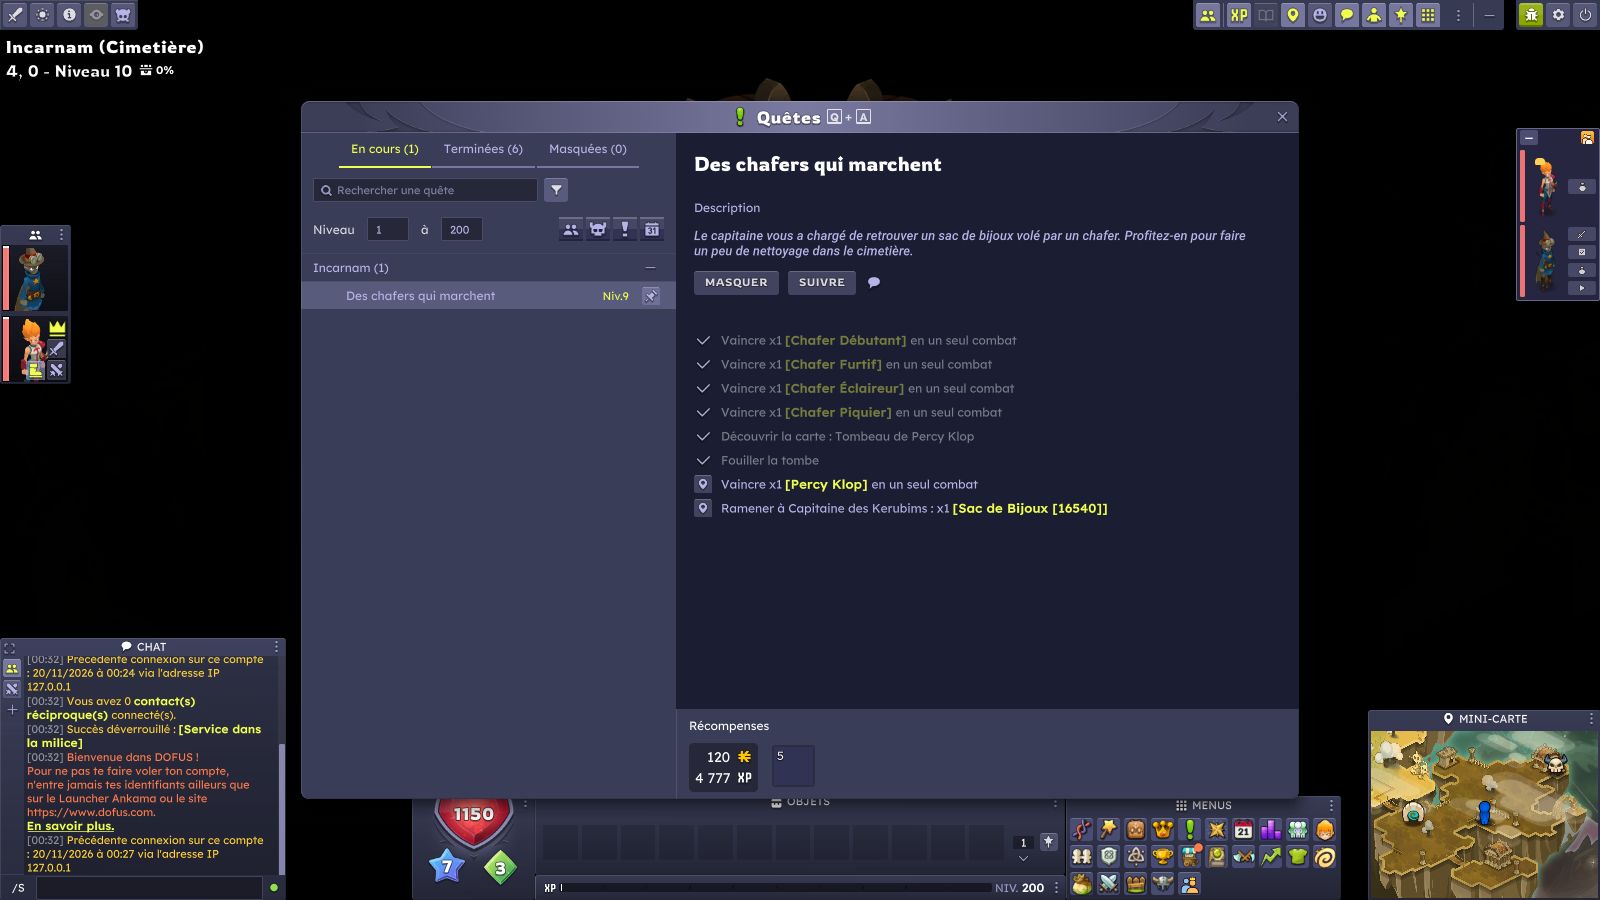 XP
Incarnam (Cimetière)
4, 0 - Niveau 10 0%
Quêtes Q + A
En cours (1) Terminées (6) Masquées (0)
Rechercher une quête
Niveau 1 à 200
31
Incarnam (1)
Des chafers qui marchent Niv.9
Des chafers qui marchent
Description
Le capitaine vous a chargé de retrouver un sac de bijoux volé par un chafer. Profitez-en pour faire
un peu de nettoyage dans le cimetière.
MASQUER SUIVRE
Vaincre x1 [Chafer Débutant] en un seul combat
Vaincre x1 [Chafer Furtif] en un seul combat
Vaincre x1 [Chafer Éclaireur] en un seul combat
Vaincre x1 [Chafer Piquier] en un seul combat
Découvrir la carte : Tombeau de Percy Klop
Fouiller la tombe
Vaincre x1 [Percy Klop] en un seul combat
Ramener à Capitaine des Kerubims : x1 [Sac de Bijoux [16540]]
Récompenses
120
4 777 XP
5
CHAT
[00:32] Précédente connexion sur ce compte
: 20/11/2026 à 00:24 via l'adresse IP
127.0.0.1
[00:32] Vous avez 0 contact(s)
réciproque(s) connecté(s).
[00:32] Succès déverrouillé : [Service dans
la milice]
[00:32] Bienvenue dans DOFUS !
Pour ne pas te faire voler ton compte,
n'entre jamais tes identifiants ailleurs que
sur le Launcher Ankama ou le site
https://www.dofus.com.
En savoir plus.
[00:32] Précédente connexion sur ce compte
: 20/11/2026 à 00:27 via l'adresse IP
127.0.0.1
/S
1150
7
3
OBJETS
1
XP
NIV. 200
MENUS
21
MINI-CARTE